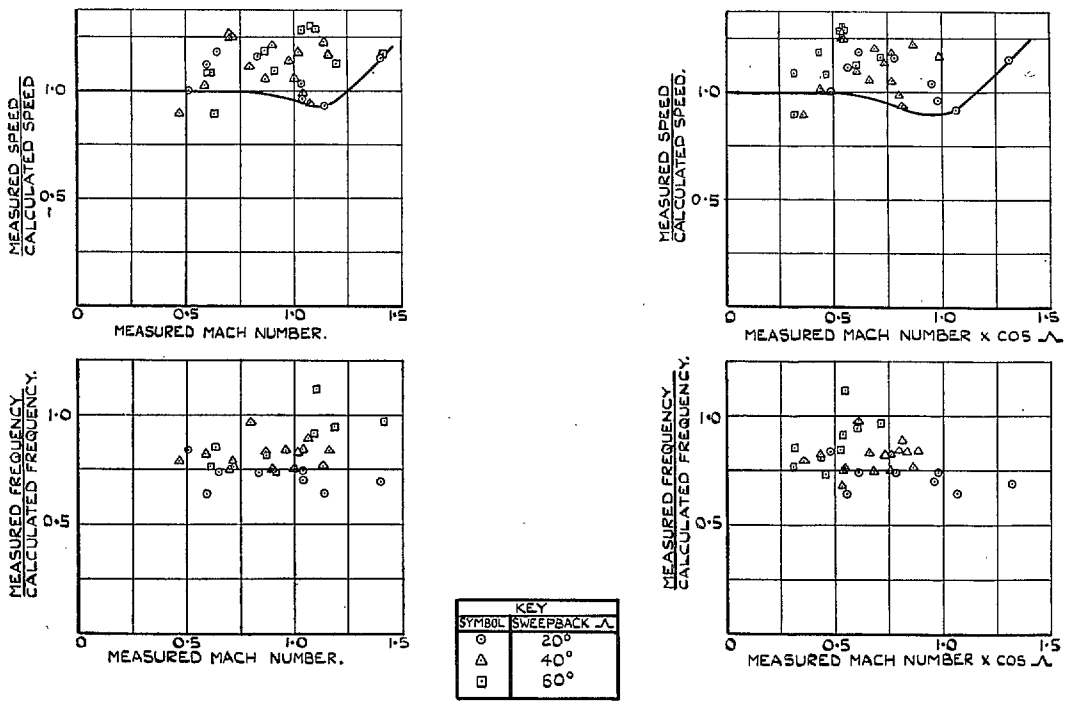 MEASURED SPEED
CALCULATED SPEED
1·0
0·5
0
0·5
1·0
1·5
MEASURED MACH NUMBER.
MEASURED SPEED
CALCULATED SPEED.
1·0
0·5
0
0·5
1·0
1·5
MEASURED MACH NUMBER X COS Λ
MEASURED FREQUENCY.
CALCULATED FREQUENCY.
1·0
0·5
0
0·5
1·0
1·5
MEASURED MACH NUMBER.
MEASURED FREQUENCY
CALCULATED FREQUENCY.
1·0
0·5
0
0·5
1·0
1·5
MEASURED MACH NUMBER X COS Λ
KEY
SYMBOL SWEEPBACK Λ
20°
40°
60°